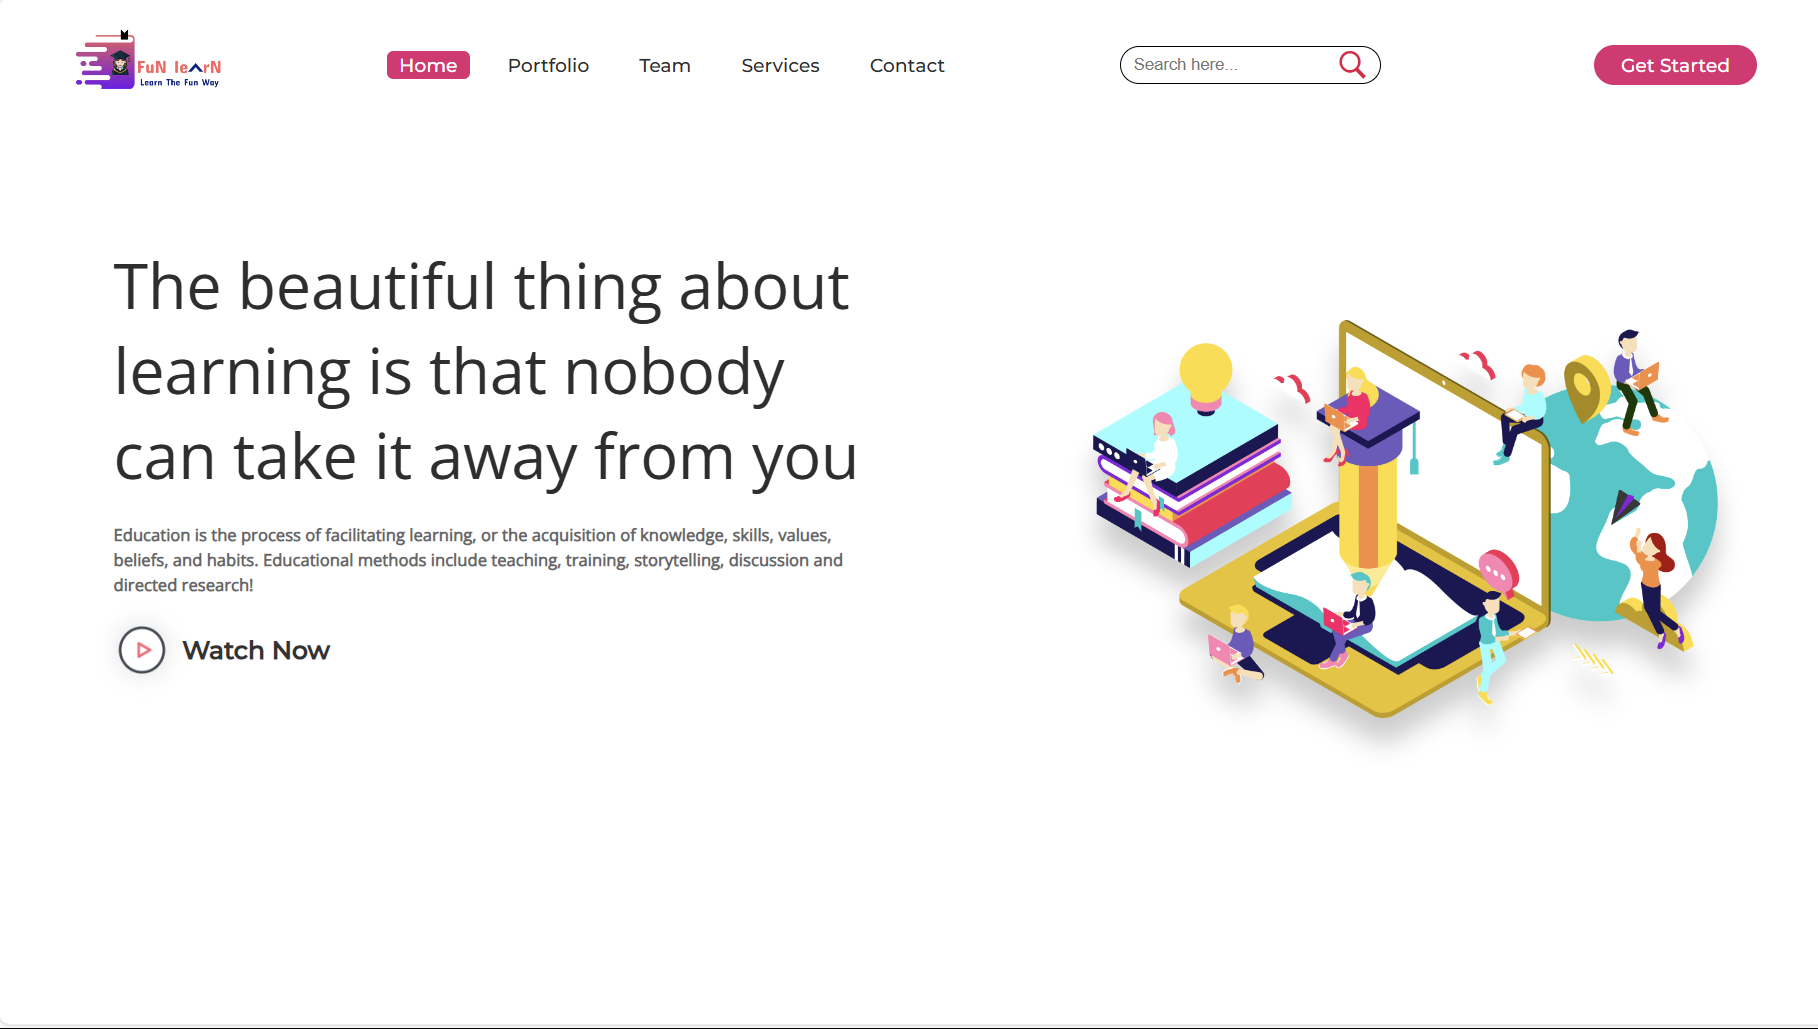 FuN leʌrN
Learn The Fun Way
Home
Portfolio
Team
Services
Contact
Search here...
Get Started
The beautiful thing about
learning is that nobody
can take it away from you
Education is the process of facilitating learning, or the acquisition of knowledge, skills, values,
beliefs, and habits. Educational methods include teaching, training, storytelling, discussion and
directed research!
Watch Now